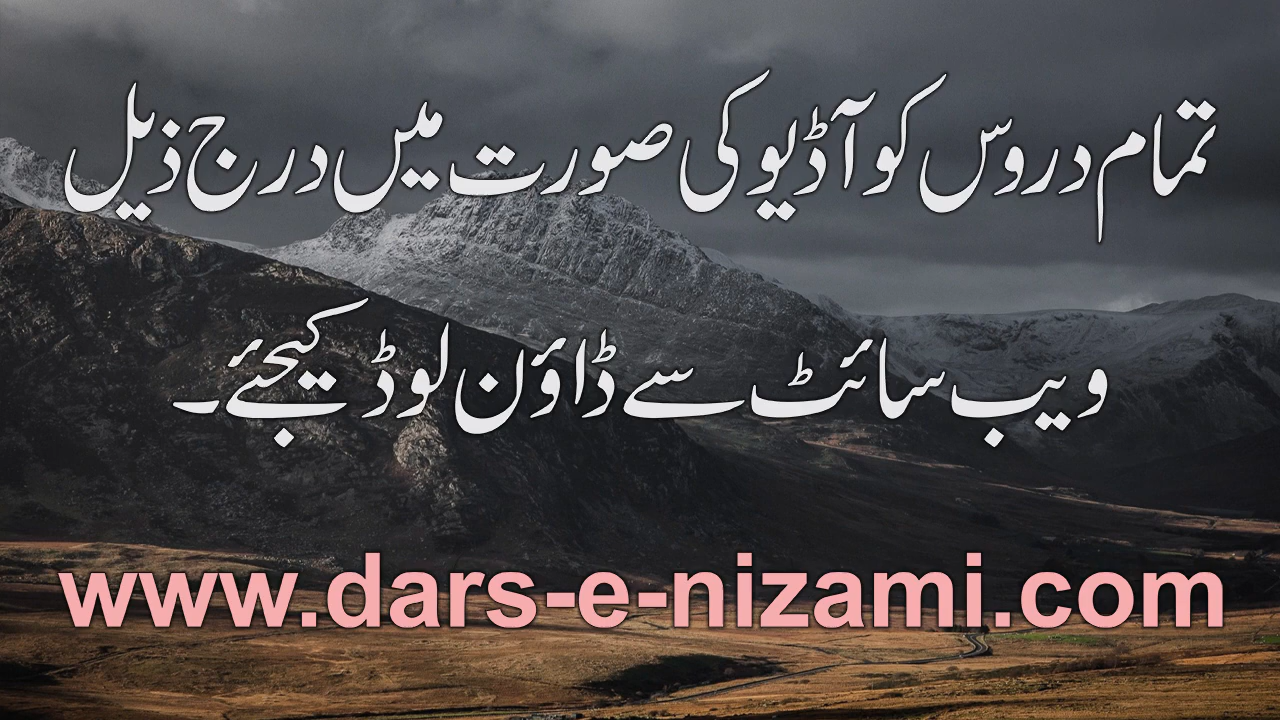 تمام دروس کو آڈیو کی صورت میں درج ذیل
ویب سائٹ سے ڈاؤن لوڈ کیجئے۔
www.dars-e-nizami.com